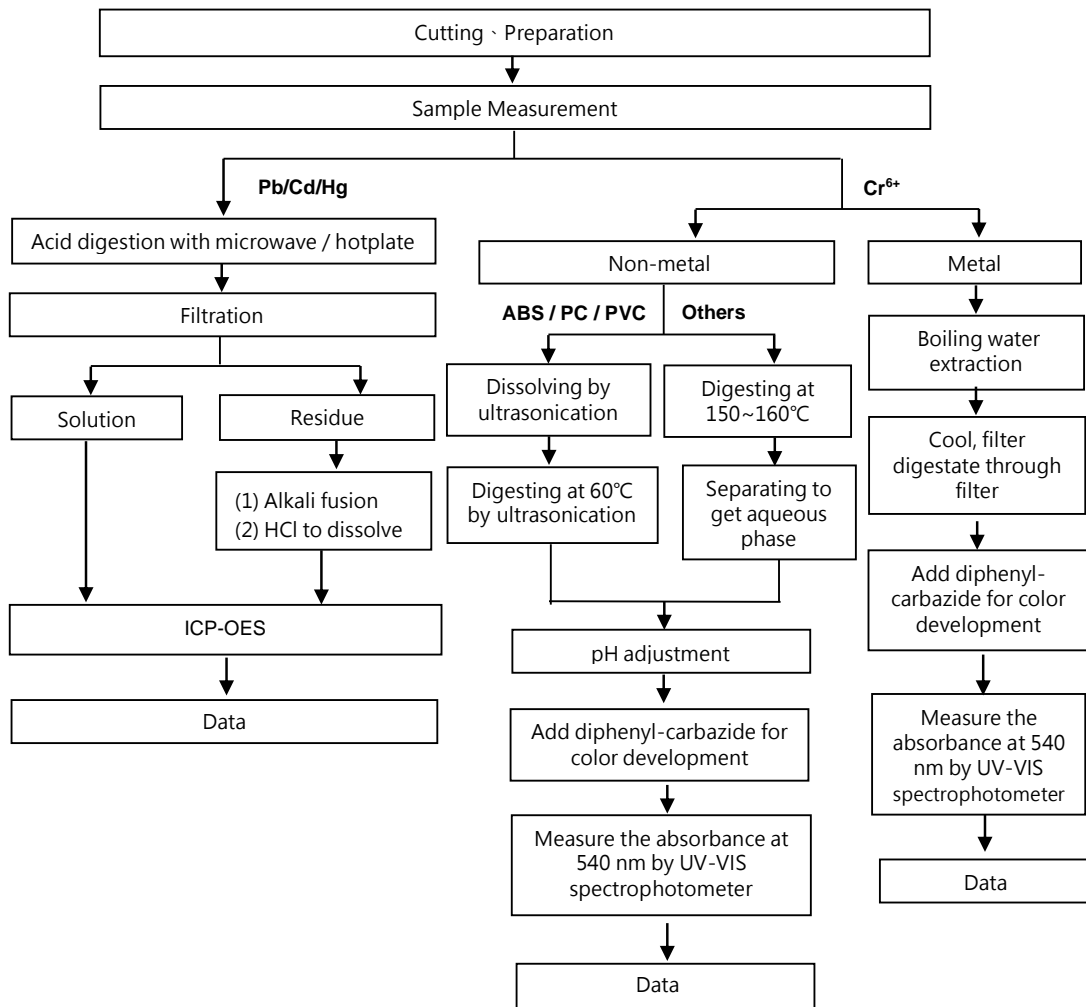 Cutting、Preparation
Sample Measurement
Pb/Cd/Hg
Acid digestion with microwave / hotplate
Filtration
Solution
Residue
(1) Alkali fusion
(2) HCl to dissolve
ICP-OES
Data
Cr⁶⁺
Non-metal
ABS / PC / PVC
Others
Dissolving by
ultrasonication
Digesting at 60℃
by ultrasonication
Digesting at
150~160℃
Separating to
get aqueous
phase
pH adjustment
Add diphenyl-carbazide for
color development
Measure the absorbance at
540 nm by UV-VIS
spectrophotometer
Data
Metal
Boiling water
extraction
Cool, filter
digestate through
filter
Add diphenyl-
carbazide for color
development
Measure the
absorbance at 540
nm by UV-VIS
spectrophotometer
Data